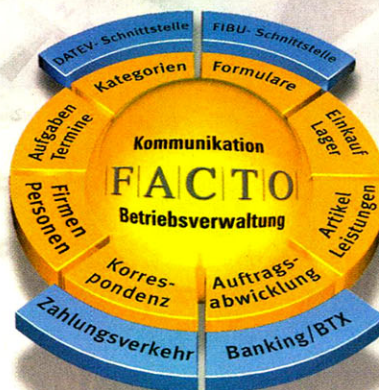 DATEV-Schnittstelle
FIBU-Schnittstelle
Kategorien
Formulare
Aufgaben
Termine
Einkauf
Lager
Kommunikation
F|A|C|T|O
Betriebsverwaltung
Firmen
Personen
Artikel
Leistungen
Korres-
pondenz
Auftrags-
abwicklung
Zahlungsverkehr
Banking/BTX